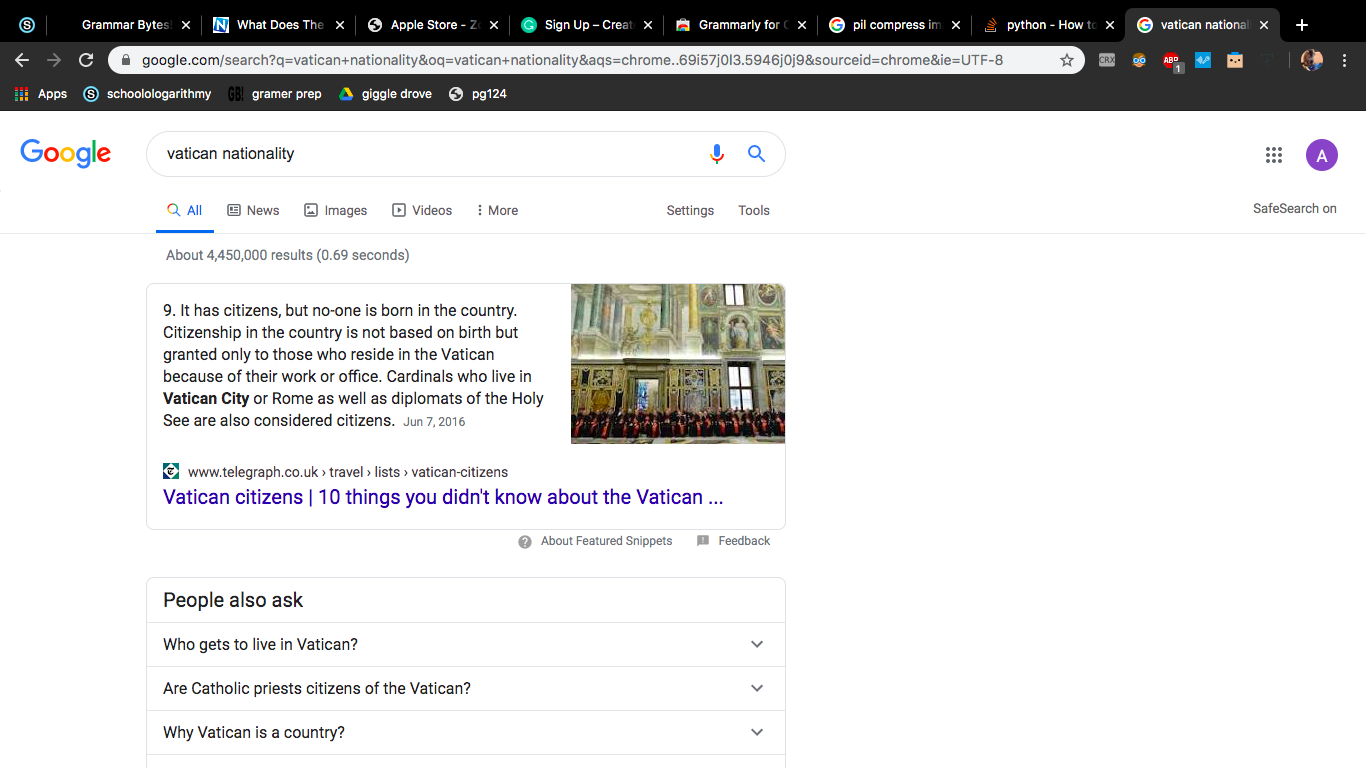 Grammar Bytes!
What Does The
Apple Store - Z
Sign Up – Creat
Grammarly for
pil compress im
python - How to
vatican national
google.com/search?q=vatican+nationality&oq=vatican+nationality&aqs=chrome..69i57j0l3.5946j0j9&sourceid=chrome&ie=UTF-8
CRX
ABP
1
Apps
schoolologarithmy
GB!
gramer prep
giggle drove
pg124
Google
vatican nationality
A
All
News
Images
Videos
More
Settings
Tools
SafeSearch on
About 4,450,000 results (0.69 seconds)
9. It has citizens, but no-one is born in the country.
Citizenship in the country is not based on birth but
granted only to those who reside in the Vatican
because of their work or office. Cardinals who live in
Vatican City or Rome as well as diplomats of the Holy
See are also considered citizens. Jun 7, 2016
www.telegraph.co.uk › travel › lists › vatican-citizens
Vatican citizens | 10 things you didn't know about the Vatican ...
About Featured Snippets
Feedback
People also ask
Who gets to live in Vatican?
Are Catholic priests citizens of the Vatican?
Why Vatican is a country?